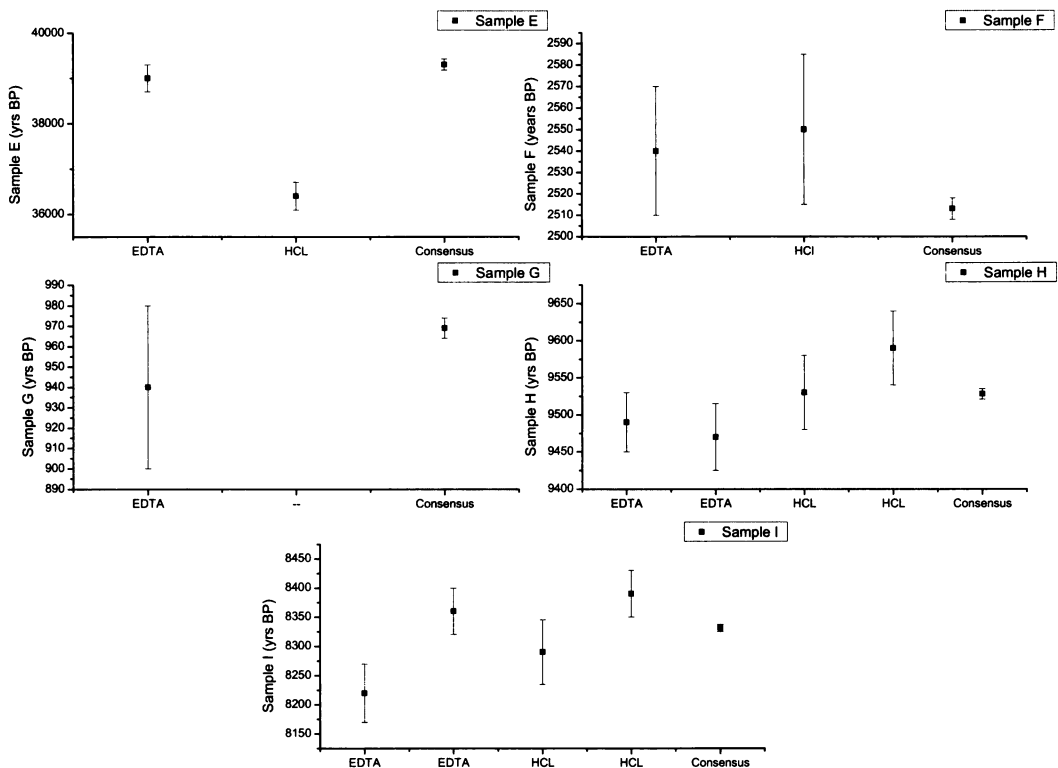 Sample E
40000
38000
36000
Sample E (yrs BP)
EDTA HCL Consensus
Sample F
2590
2580
2570
2560
2550
2540
2530
2520
2510
2500
Sample F (years BP)
EDTA HCl Consensus
Sample G
990
980
970
960
950
940
930
920
910
900
890
Sample G (yrs BP)
EDTA -- Consensus
Sample H
9650
9600
9550
9500
9450
9400
Sample H (yrs BP)
EDTA EDTA HCL HCL Consensus
Sample I
8450
8400
8350
8300
8250
8200
8150
Sample I (yrs BP)
EDTA EDTA HCL HCL Consensus